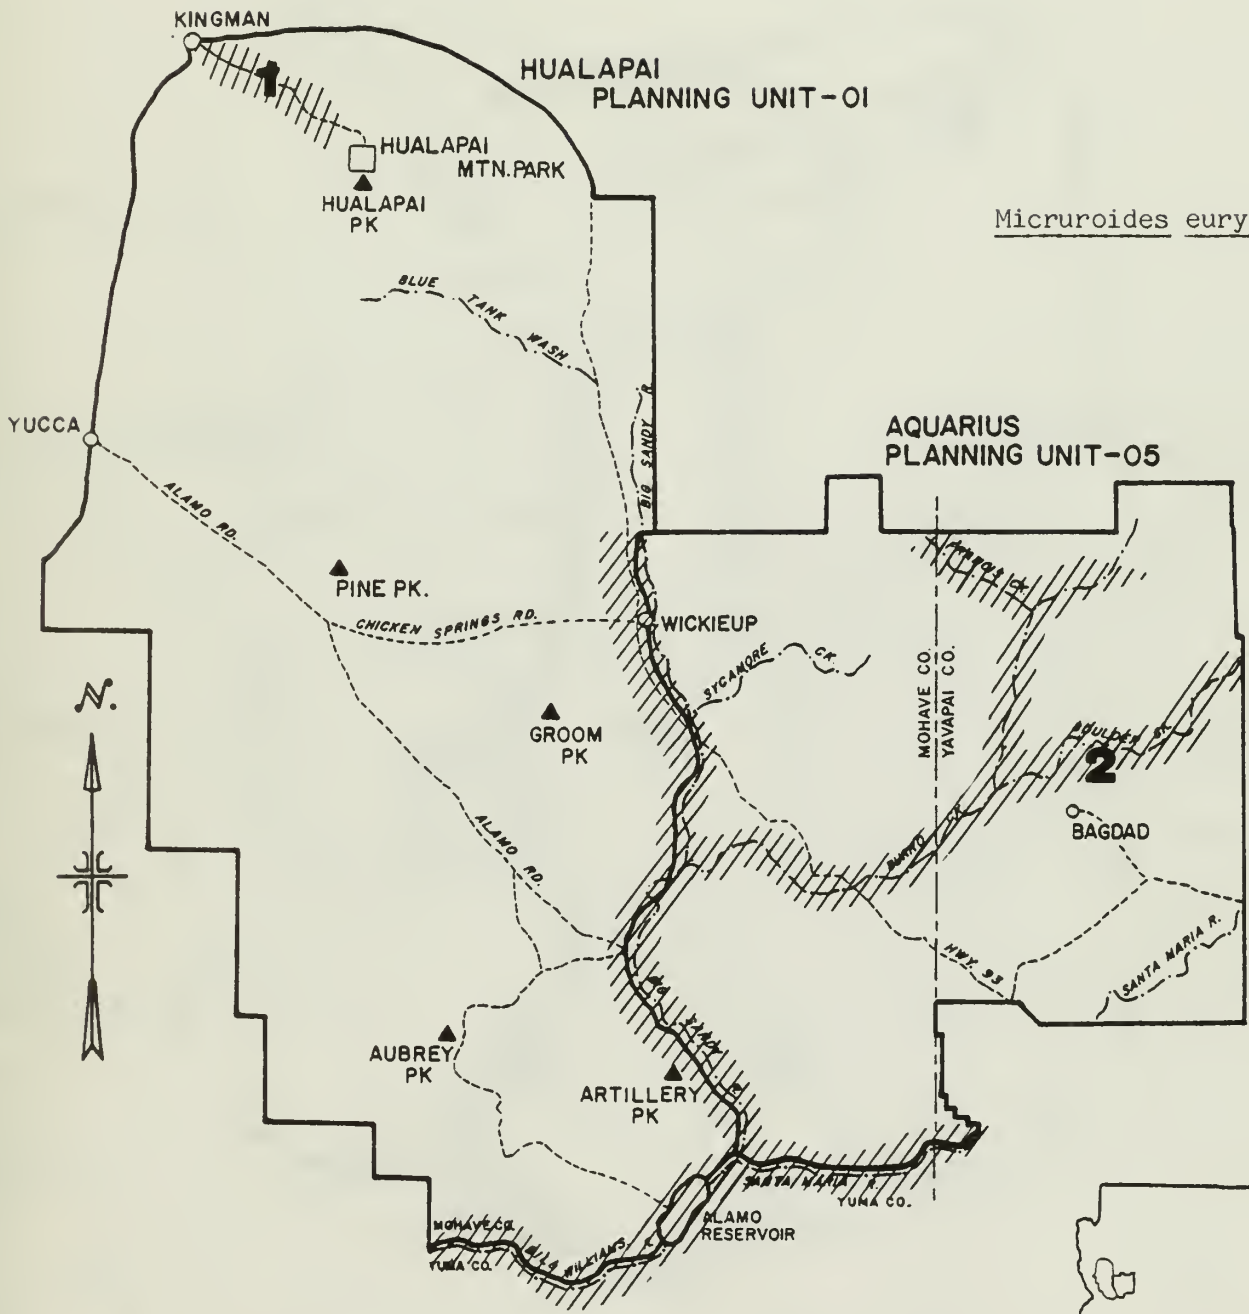 KINGMAN
1
HUALAPAI
PLANNING UNIT-01
HUALAPAI
MTN. PARK
HUALAPAI
PK
Micruroides eury
BLUE TANK WASH
BIG SANDY R.
YUCCA
AQUARIUS
PLANNING UNIT-05
ALAMO RD.
PINE PK.
CHICKEN SPRINGS RD.
WICKIEUP
SYCAMORE CK.
MOHAVE CO.
YAVAPAI CO.
N.
GROOM
PK
BOULDER CK
2
BAGDAD
ALAMO RD.
BURRO CK.
HWY. 93
SANTA MARIA R.
BIG SANDY R.
AUBREY
PK
ARTILLERY
PK
SANTA MARIA R.
YUMA CO.
ALAMO
RESERVOIR
MOHAVE CO.
YUMA CO.
BILL WILLIAMS R.